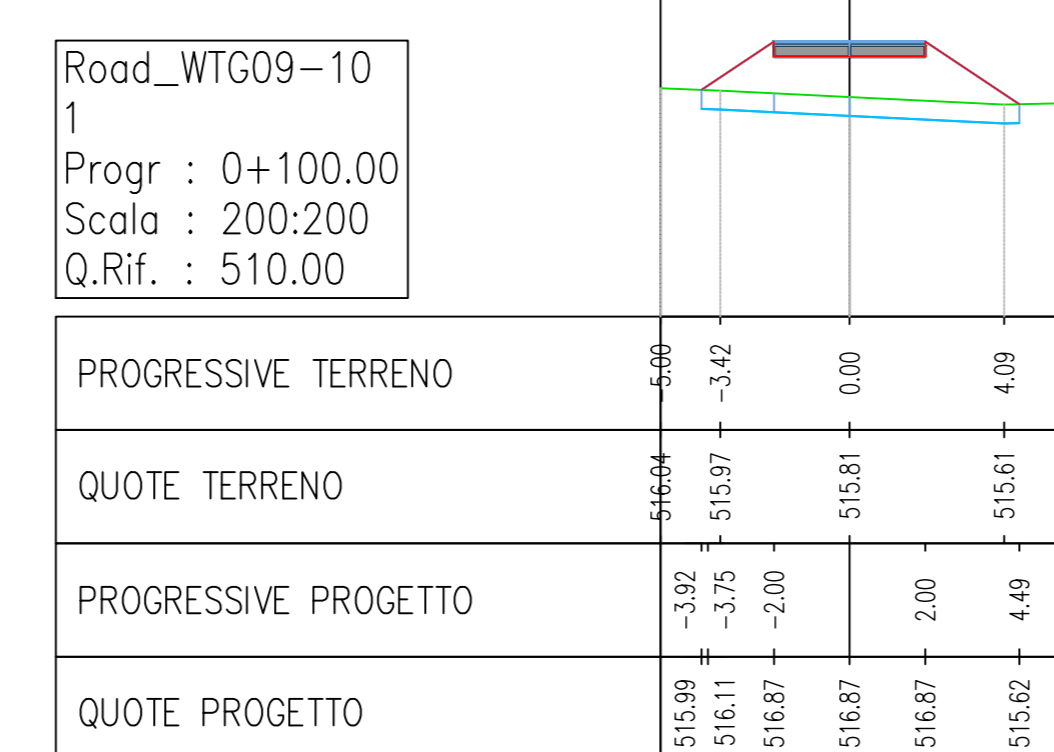 Road_WTG09-10
1
Progr : 0+100.00
Scala : 200:200
Q.Rif. : 510.00
PROGRESSIVE TERRENO -5.00 -3.42 0.00 4.09
QUOTE TERRENO 516.04 515.97 515.81 515.61
PROGRESSIVE PROGETTO -3.92 -3.75 -2.00 2.00 4.49
QUOTE PROGETTO 515.99 516.11 516.87 516.87 516.87 515.62